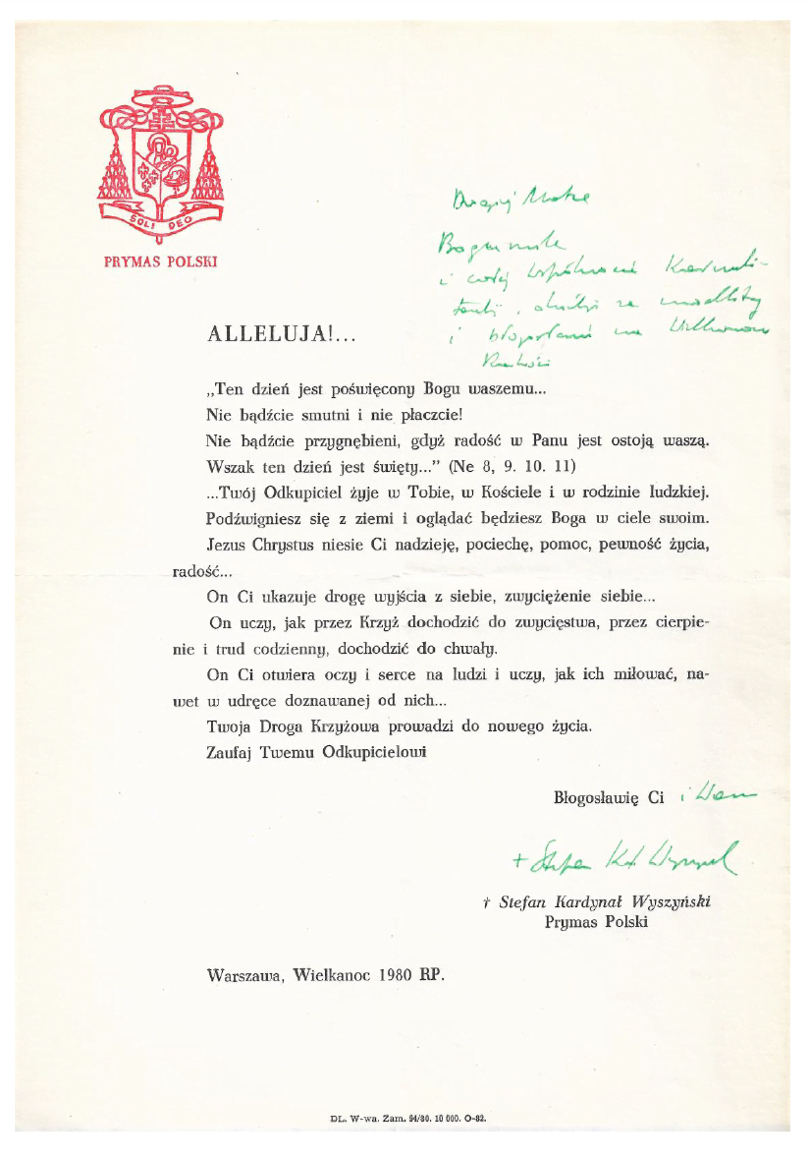 SOLI DEO
PRYMAS POLSKI
Drogiej Matce
Bogumile
i całej Wspólnocie
i na
ALLELUJA!...
„Ten dzień jest poświęcony Bogu waszemu...
Nie bądźcie smutni i nie płaczcie!
Nie bądźcie przygnębieni, gdyż radość w Panu jest ostoją waszą.
Wszak ten dzień jest święty...” (Ne 8, 9. 10. 11)
...Twój Odkupiciel żyje w Tobie, w Kościele i w rodzinie ludzkiej.
Podźwigniesz się z ziemi i oglądać będziesz Boga w ciele swoim.
Jezus Chrystus niesie Ci nadzieję, pociechę, pomoc, pewność życia,
radość...
On Ci ukazuje drogę wyjścia z siebie, zwyciężenie siebie...
On uczy, jak przez Krzyż dochodzić do zwycięstwa, przez cierpie-
nie i trud codzienny, dochodzić do chwały.
On Ci otwiera oczy i serce na ludzi i uczy, jak ich miłować, na-
wet w udręce doznawanej od nich...
Twoja Droga Krzyżowa prowadzi do nowego życia.
Zaufaj Twemu Odkupicielowi
Błogosławię Ci i Wam
+ Stefan Kard Wyszyński
† Stefan Kardynał Wyszyński
Prymas Polski
Warszawa, Wielkanoc 1980 RP.
DL. W-wa. Zam. 94/80. 10 000. O-82.